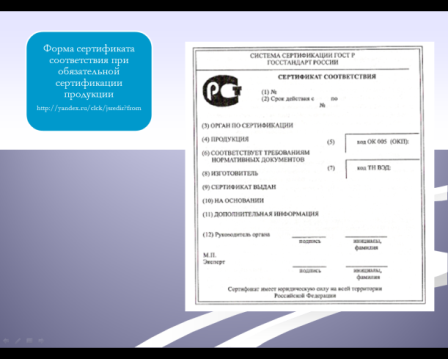 Форма сертификата
соответствия при
обязательной
сертификации
продукции
http://yandex.ru/click/jsredir?from
СИСТЕМА СЕРТИФИКАЦИИ ГОСТ Р
ГОССТАНДАРТ РОССИИ
РСТ
СЕРТИФИКАТ СООТВЕТСТВИЯ
(1) №
(2) Срок действия с по
№
(3) ОРГАН ПО СЕРТИФИКАЦИИ
(4) ПРОДУКЦИЯ
(5) код ОК 005 (ОКП):
(6) СООТВЕТСТВУЕТ ТРЕБОВАНИЯМ
НОРМАТИВНЫХ ДОКУМЕНТОВ
(7) код ТН ВЭД:
(8) ИЗГОТОВИТЕЛЬ
(9) СЕРТИФИКАТ ВЫДАН
(10) НА ОСНОВАНИИ
(11) ДОПОЛНИТЕЛЬНАЯ ИНФОРМАЦИЯ
(12) Руководитель органа
подпись инициалы,
фамилия
М.П.
Эксперт
подпись инициалы,
фамилия
Сертификат имеет юридическую силу на всей территории
Российской Федерации